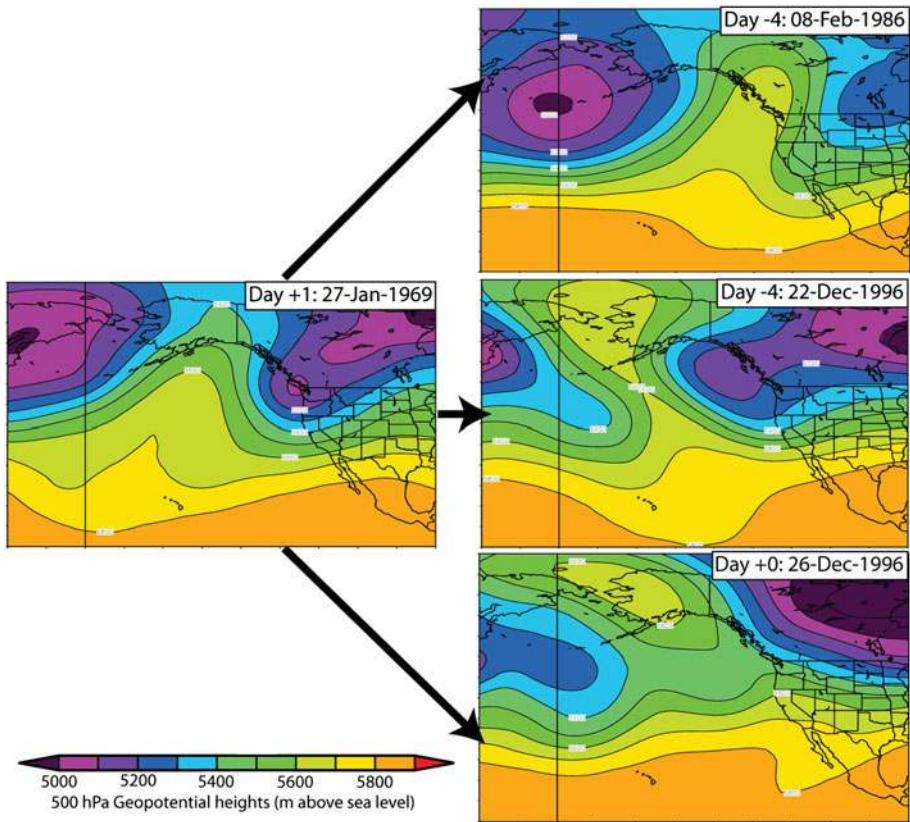 Day -4: 08-Feb-1986
Day +1: 27-Jan-1969
Day -4: 22-Dec-1996
Day +0: 26-Dec-1996
5000 5200 5400 5600 5800
500 hPa Geopotential heights (m above sea level)